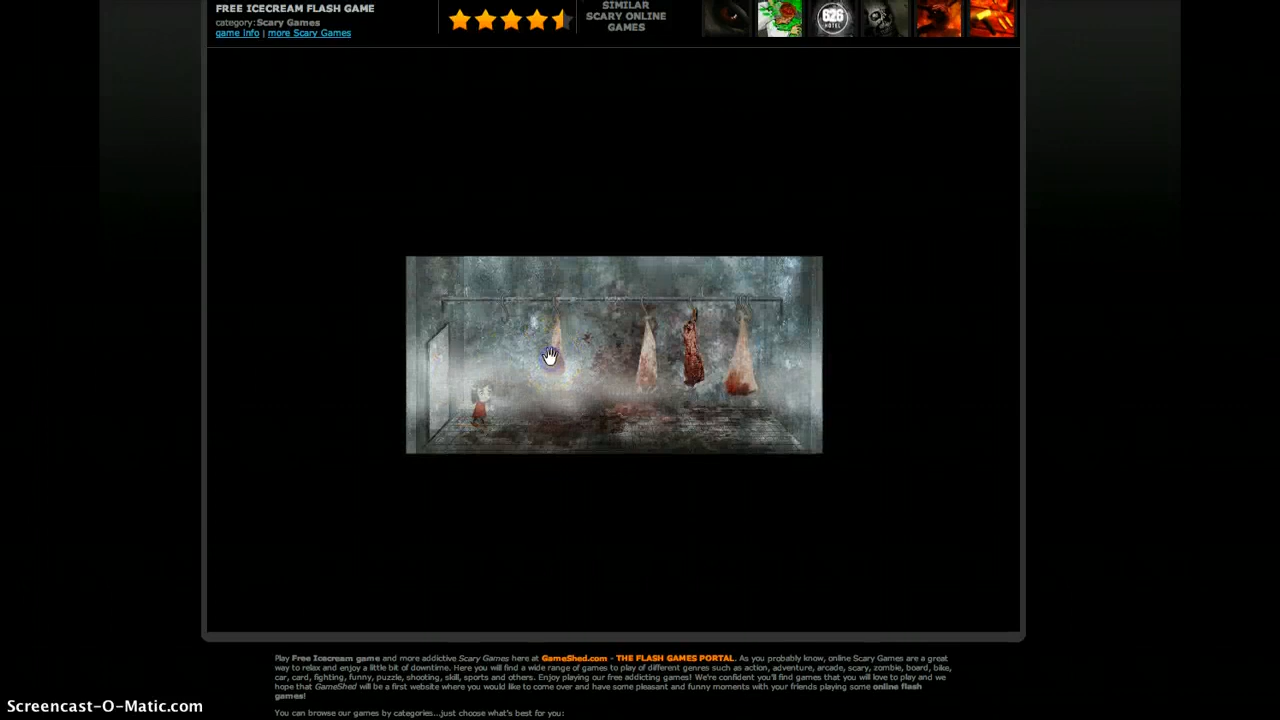 FREE ICECREAM FLASH GAME
category: Scary Games
game info | more Scary Games
SIMILAR
SCARY ONLINE
GAMES
626
HOTEL
Play Free Icecream game and more addictive Scary Games here at GameShed.com - THE FLASH GAMES PORTAL. As you probably know, online Scary Games are a great
way to relax and enjoy a little bit of downtime. Here you will find a wide range of games to play of different genres such as action, adventure, arcade, scary, zombie, board, bike,
car, card, fighting, funny, puzzle, shooting, skill, sports and others. Enjoy playing our free addicting games! We're confident you'll find games that you will love to play and we
hope that GameShed will be a first website where you would like to come over and have some pleasant and funny moments with your friends playing some online flash
games!
You can browse our games by categories...just choose what's best for you:
Screencast-O-Matic.com